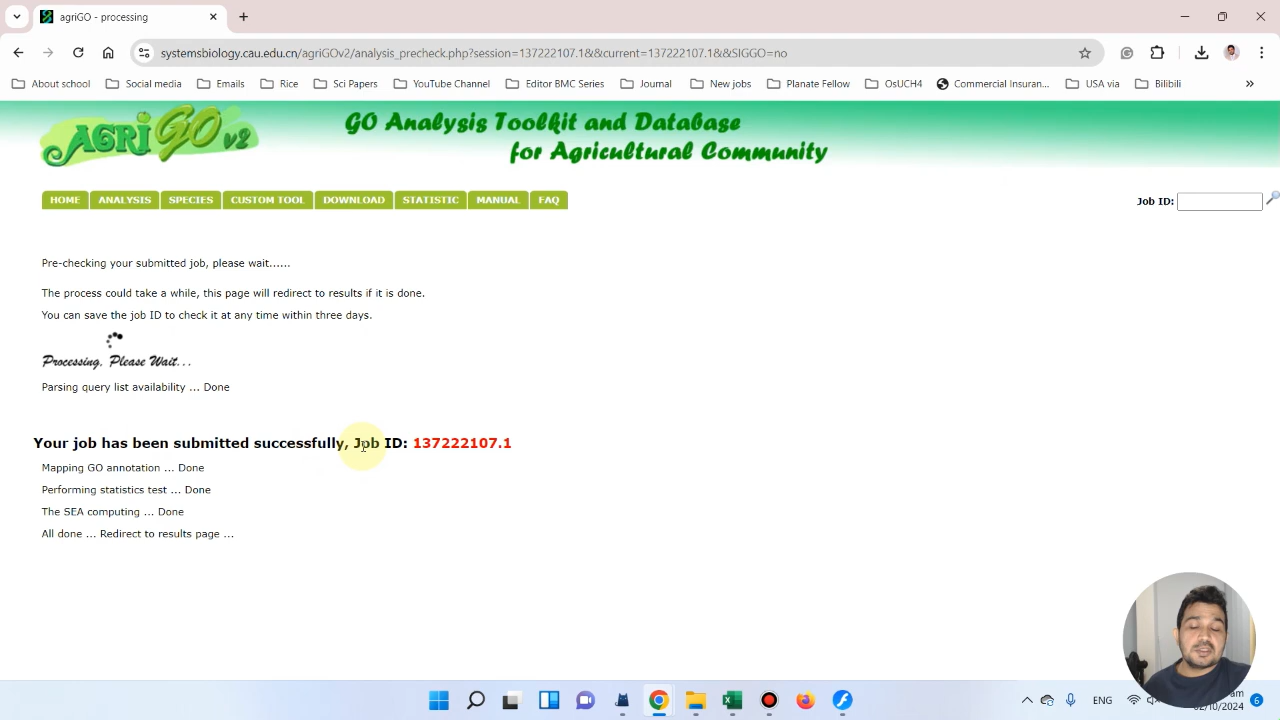 agriGO - processing
systemsbiology.cau.edu.cn/agriGOv2/analysis_precheck.php?session=137222107.1&&current=137222107.1&&SIGGO=no
About school Social media Emails Rice Sci Papers YouTube Channel Editor BMC Series Journal New jobs Planate Fellow OsUCH4 Commercial Insuran... USA via Bilibili »
AGRIGO v2
GO Analysis Toolkit and Database
for Agricultural Community
HOME ANALYSIS SPECIES CUSTOM TOOL DOWNLOAD STATISTIC MANUAL FAQ Job ID:
Pre-checking your submitted job, please wait......
The process could take a while, this page will redirect to results if it is done.
You can save the job ID to check it at any time within three days.
Processing, Please Wait...
Parsing query list availability ... Done
Your job has been submitted successfully, Job ID: 137222107.1
Mapping GO annotation ... Done
Performing statistics test ... Done
The SEA computing ... Done
All done ... Redirect to results page ...
ENG
02/10/2024
6